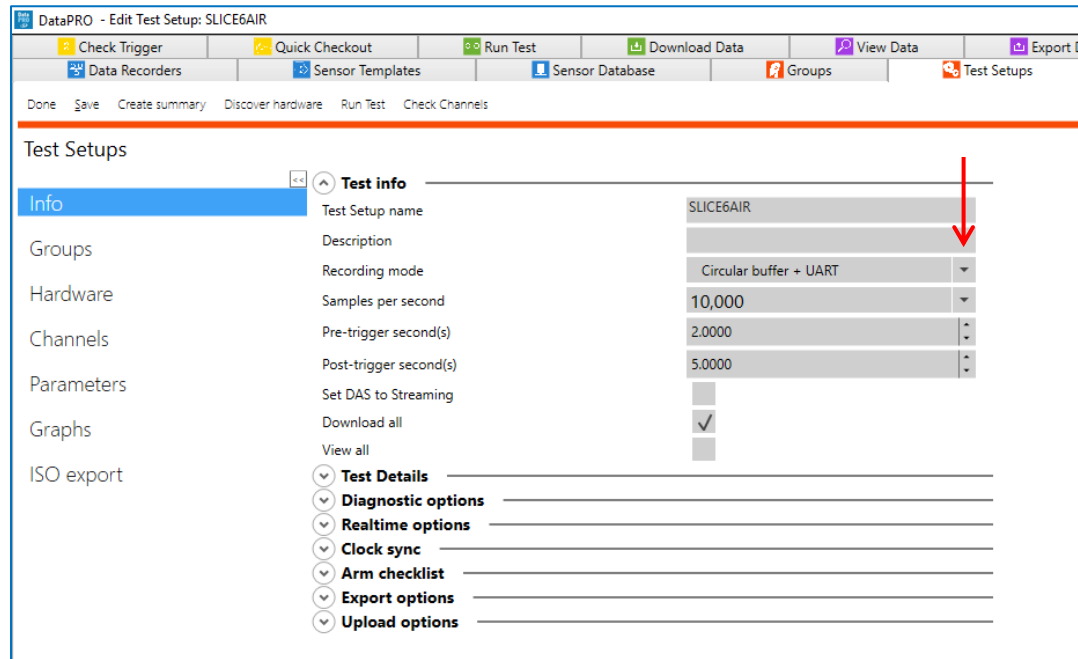 DataPRO - Edit Test Setup: SLICE6AIR
Check Trigger Quick Checkout Run Test Download Data View Data Export D
Data Recorders Sensor Templates Sensor Database Groups Test Setups
Done Save Create summary Discover hardware Run Test Check Channels
Test Setups
<<
Info
Groups
Hardware
Channels
Parameters
Graphs
ISO export
Test info
Test Setup name SLICE6AIR
Description
Recording mode Circular buffer + UART
Samples per second 10,000
Pre-trigger second(s) 2.0000
Post-trigger second(s) 5.0000
Set DAS to Streaming
Download all
View all
Test Details
Diagnostic options
Realtime options
Clock sync
Arm checklist
Export options
Upload options